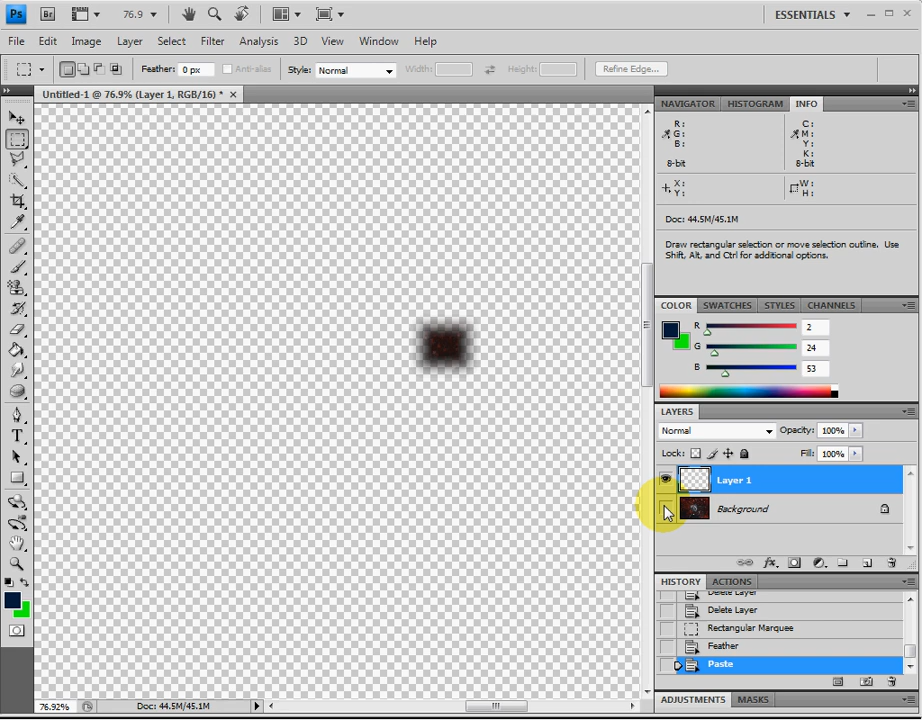 Ps Br 76.9 ESSENTIALS
File Edit Image Layer Select Filter Analysis 3D View Window Help
Feather: 0 px Anti-alias Style: Normal Width: Height: Refine Edge...
Untitled-1 @ 76.9% (Layer 1, RGB/16) *
NAVIGATOR HISTOGRAM INFO
R: C:
G: M:
B: Y:
K:
8-bit 8-bit
X: W:
Y: H:
Doc: 44.5M/45.1M
Draw rectangular selection or move selection outline. Use
Shift, Alt, and Ctrl for additional options.
COLOR SWATCHES STYLES CHANNELS
R 2
G 24
B 53
LAYERS
Normal Opacity: 100%
Lock: Fill: 100%
Layer 1
Background
HISTORY ACTIONS
Delete Layer
Delete Layer
Rectangular Marquee
Feather
Paste
76.92% Doc: 44.5M/45.1M
ADJUSTMENTS MASKS